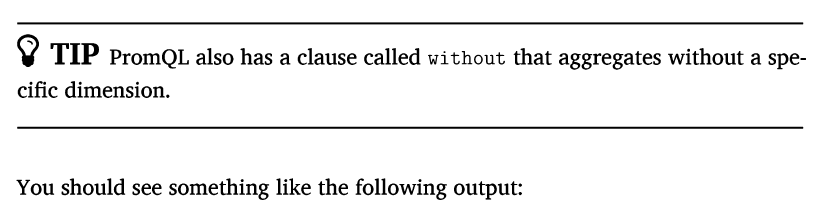 TIP PromQL also has a clause called without that aggregates without a spe-
cific dimension.
You should see something like the following output: